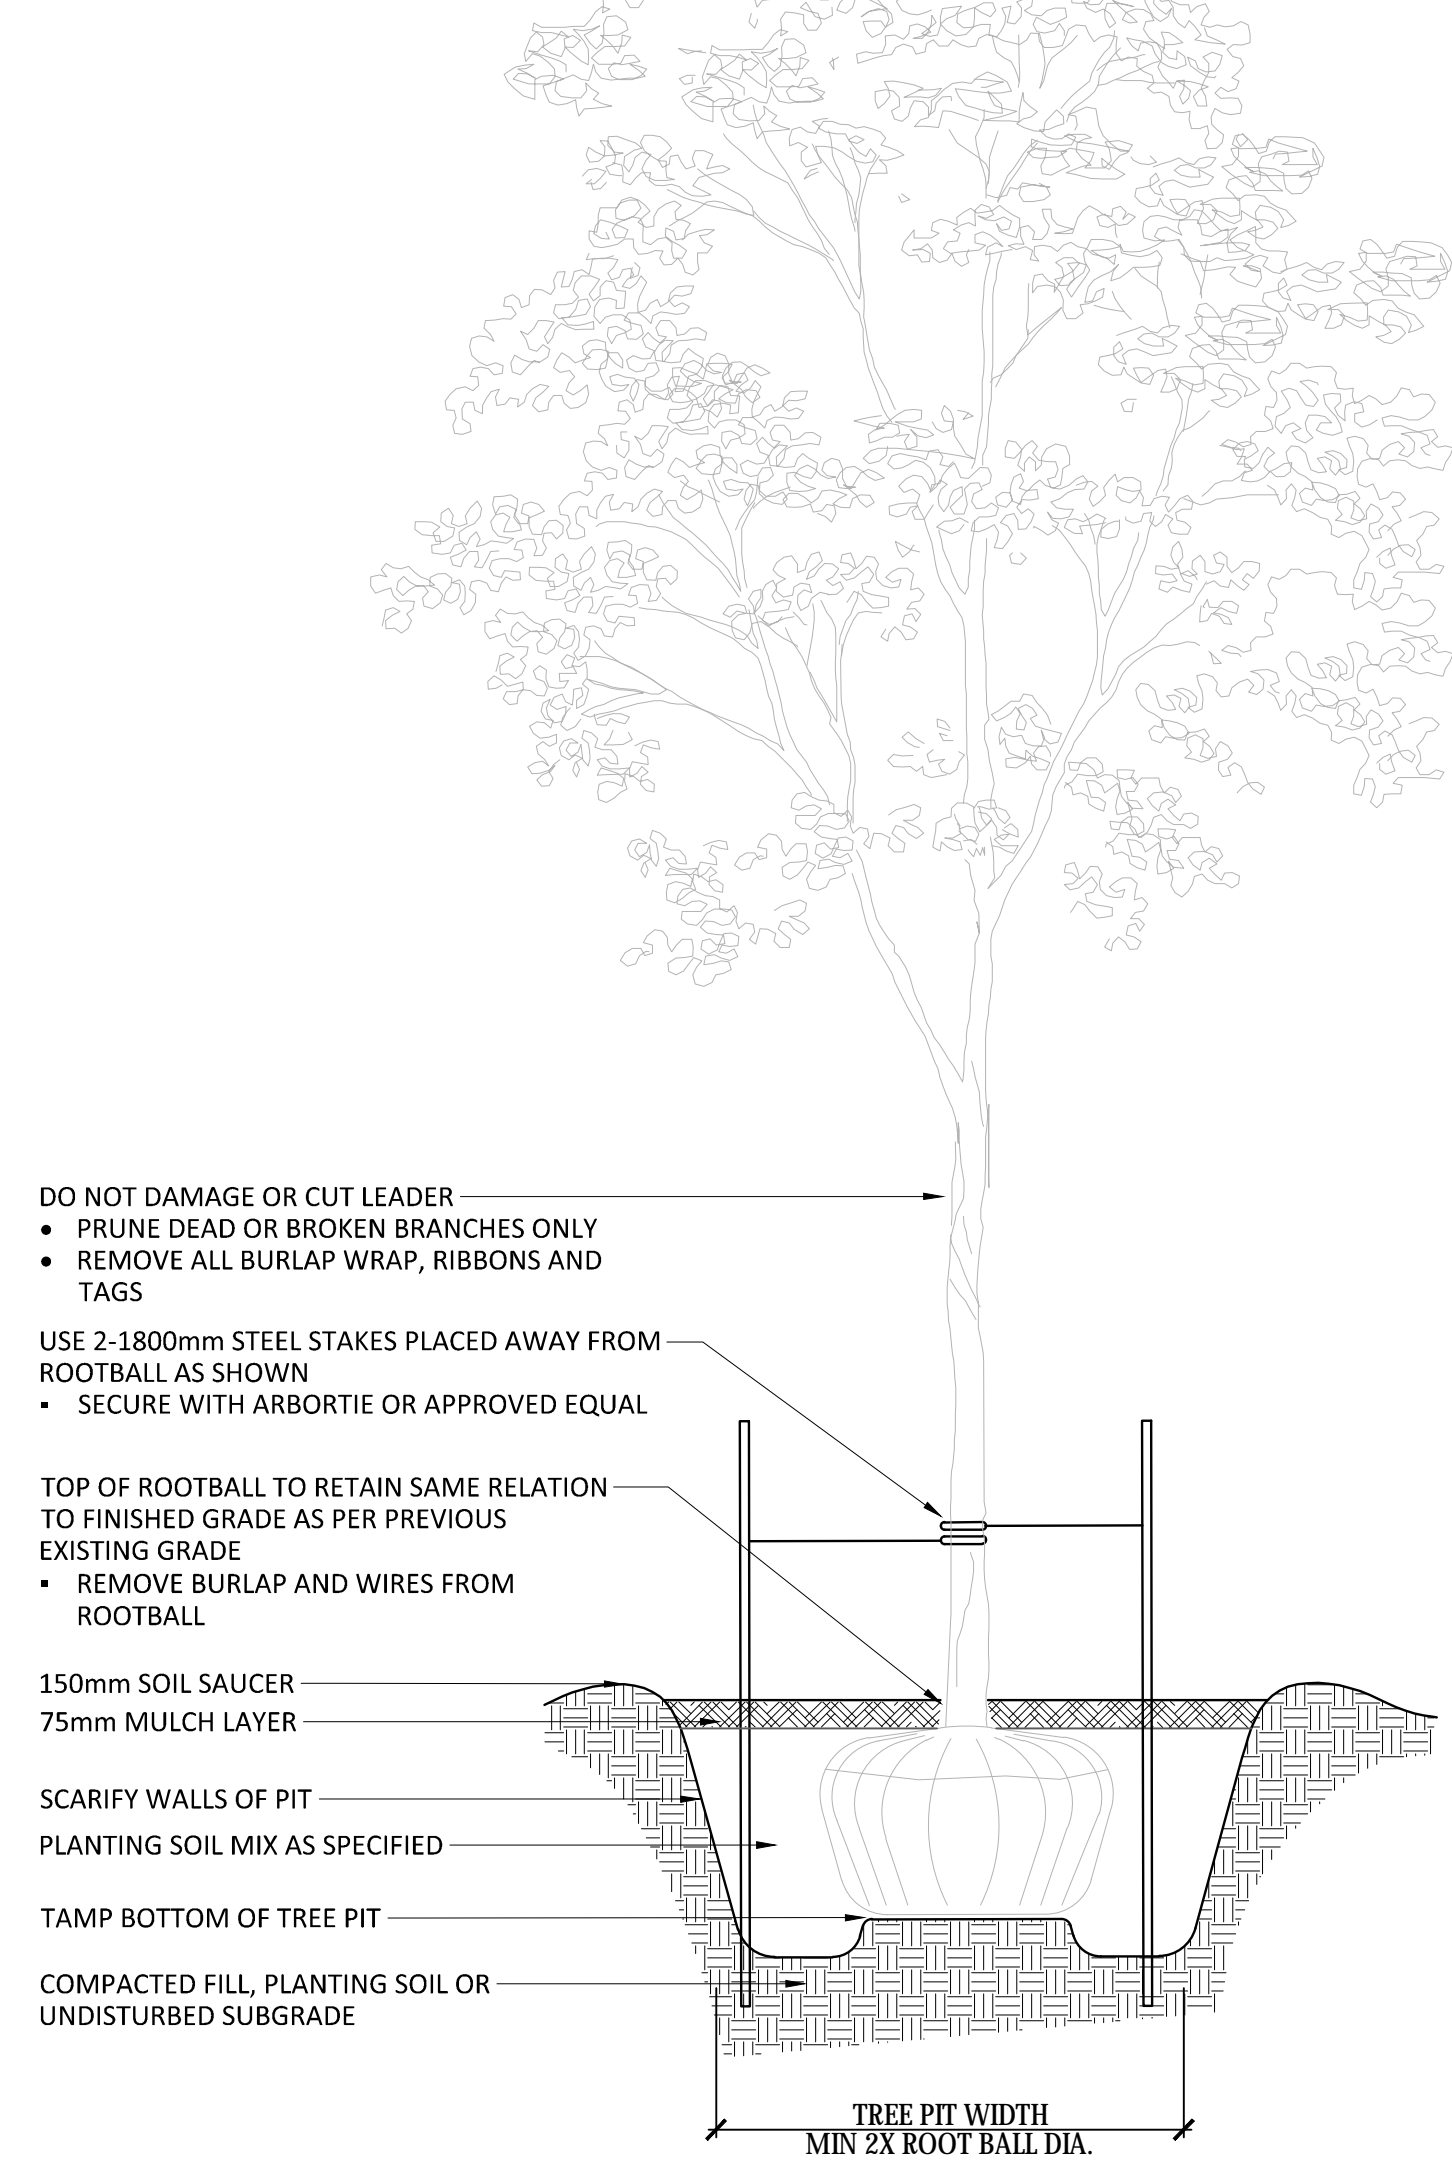 DO NOT DAMAGE OR CUT LEADER
● PRUNE DEAD OR BROKEN BRANCHES ONLY
● REMOVE ALL BURLAP WRAP, RIBBONS AND
TAGS
USE 2-1800mm STEEL STAKES PLACED AWAY FROM
ROOTBALL AS SHOWN
▪ SECURE WITH ARBORTIE OR APPROVED EQUAL
TOP OF ROOTBALL TO RETAIN SAME RELATION
TO FINISHED GRADE AS PER PREVIOUS
EXISTING GRADE
▪ REMOVE BURLAP AND WIRES FROM
ROOTBALL
150mm SOIL SAUCER
75mm MULCH LAYER
SCARIFY WALLS OF PIT
PLANTING SOIL MIX AS SPECIFIED
TAMP BOTTOM OF TREE PIT
COMPACTED FILL, PLANTING SOIL OR
UNDISTURBED SUBGRADE
TREE PIT WIDTH
MIN 2X ROOT BALL DIA.